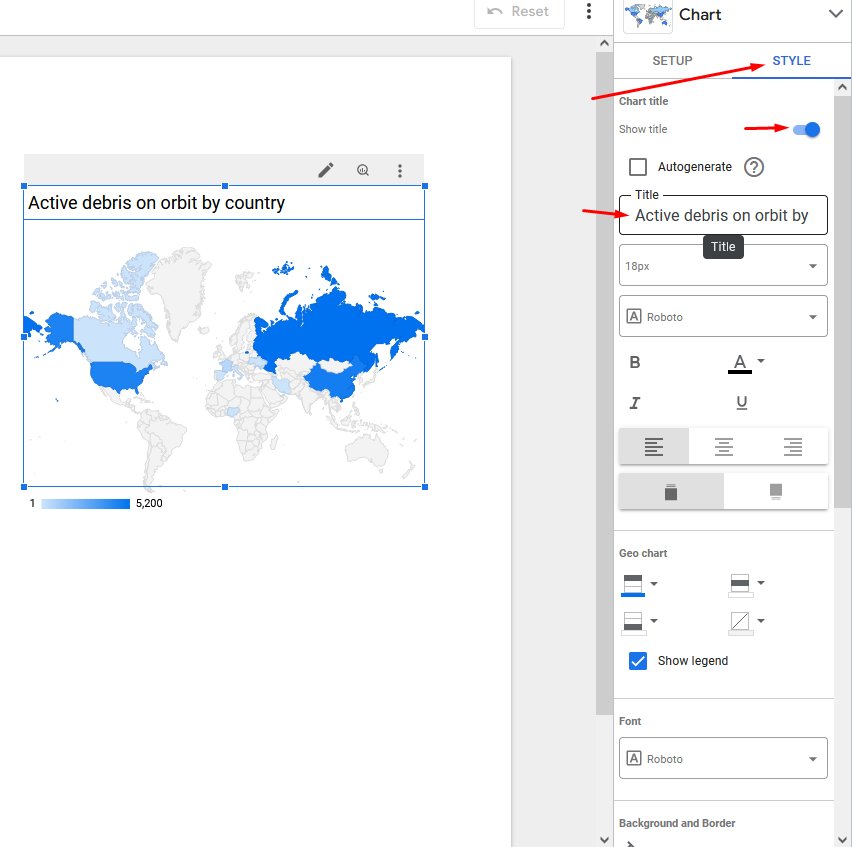 Reset
Chart
SETUP
STYLE
Chart title
Show title
Autogenerate
Title
Active debris on orbit by
Title
18px
A Roboto
B
A
I
U
Geo chart
Show legend
Font
A Roboto
Background and Border
Active debris on orbit by country
1
5,200